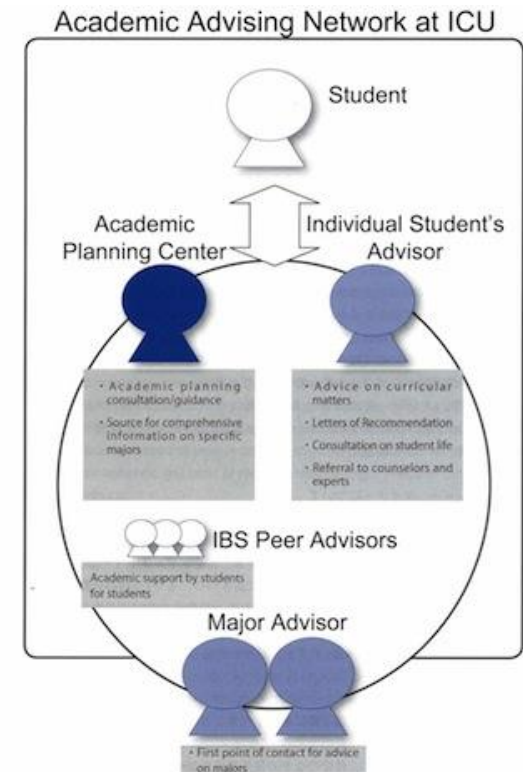 Academic Advising Network at ICU
Student
Academic
Planning Center
Individual Student's
Advisor
• Academic planning
consultation/guidance
• Source for comprehensive
information on specific
majors
• Advice on curricular
matters
• Letters of Recommendation
• Consultation on student life
• Referral to counselors and
experts
IBS Peer Advisors
Academic support by students
for students
Major Advisor
• First point of contact for advice
on majors